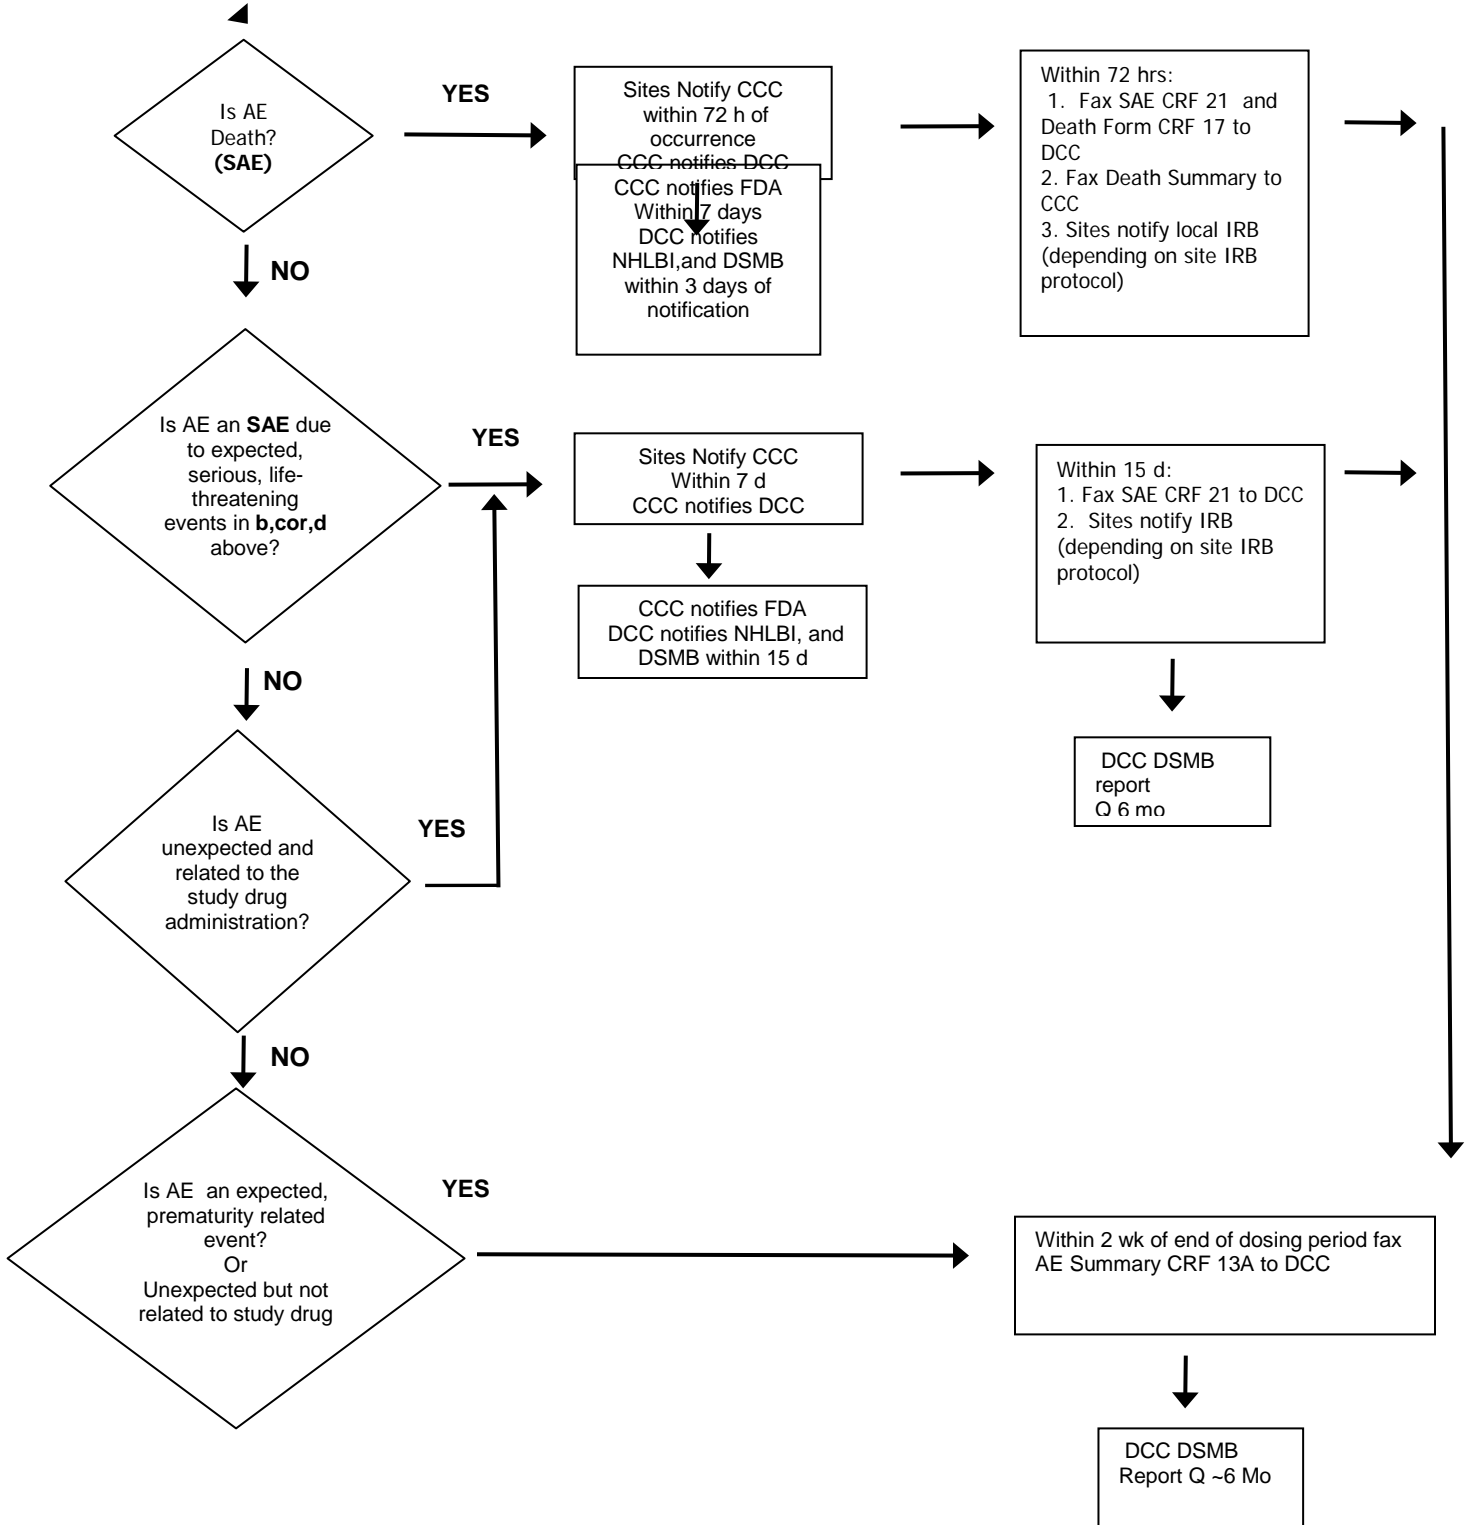 Is AE
Death?
(SAE)
YES
Sites Notify CCC
within 72 h of
occurrence
CCC notifies DCC
CCC notifies FDA
Within 7 days
DCC notifies
NHLBI,and DSMB
within 3 days of
notification
Within 72 hrs:
1. Fax SAE CRF 21 and
Death Form CRF 17 to
DCC
2. Fax Death Summary to
CCC
3. Sites notify local IRB
(depending on site IRB
protocol)
NO
Is AE an SAE due
to expected,
serious, life-
threatening
events in b,cor,d
above?
YES
Sites Notify CCC
Within 7 d
CCC notifies DCC
CCC notifies FDA
DCC notifies NHLBI, and
DSMB within 15 d
Within 15 d:
1. Fax SAE CRF 21 to DCC
2. Sites notify IRB
(depending on site IRB
protocol)
DCC DSMB
report
Q 6 mo
NO
Is AE
unexpected and
related to the
study drug
administration?
YES
NO
Is AE an expected,
prematurity related
event?
Or
Unexpected but not
related to study drug
YES
Within 2 wk of end of dosing period fax
AE Summary CRF 13A to DCC
DCC DSMB
Report Q ~6 Mo